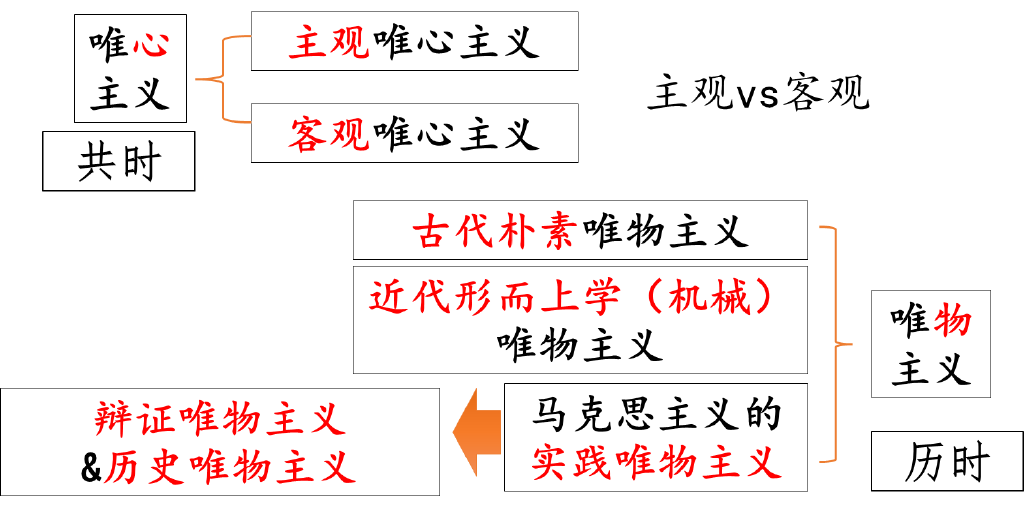 唯心
主义
主观唯心主义
客观唯心主义
主观vs客观
共时
古代朴素唯物主义
近代形而上学（机械）
唯物主义
唯物
主义
马克思主义的
实践唯物主义
辩证唯物主义
&历史唯物主义
历时